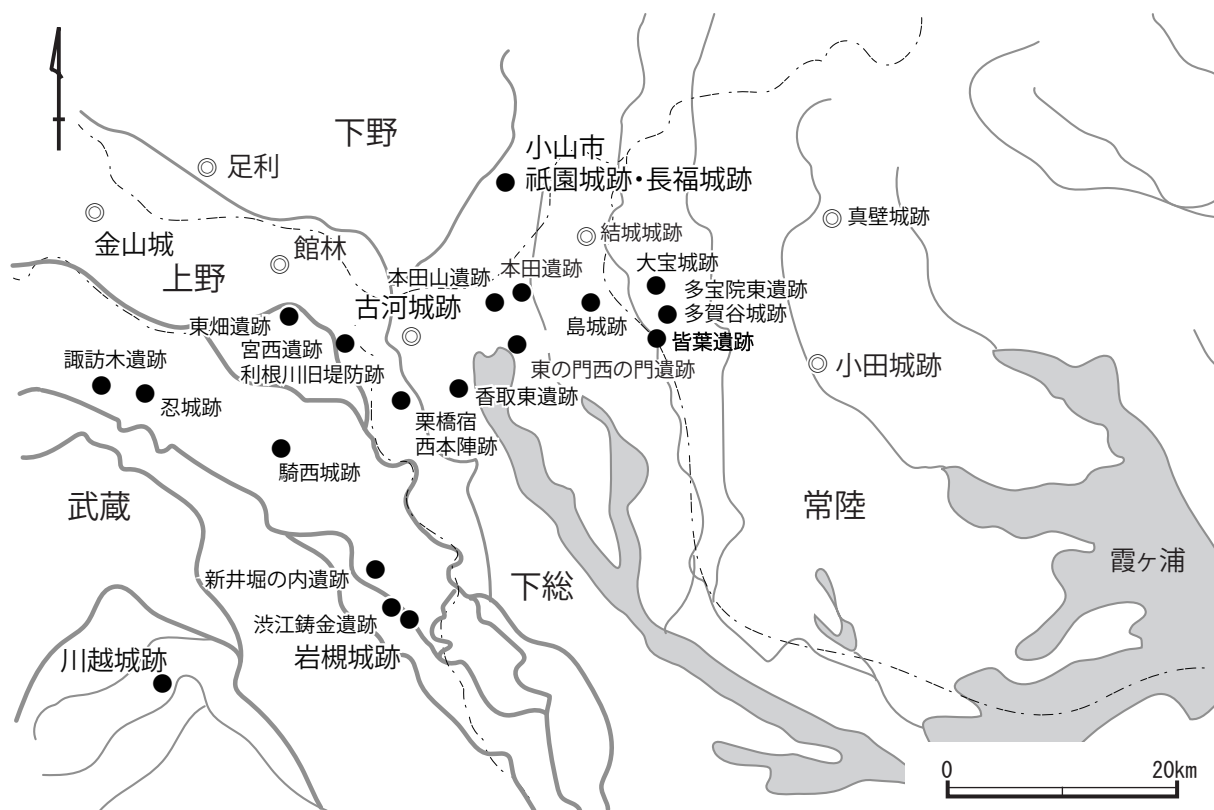 下野
小山市
祇園城跡・長福城跡
足利
真壁城跡
金山城
館林
結城城跡
上野
本田山遺跡
本田遺跡
大宝城跡
多宝院東遺跡
多賀谷城跡
古河城跡
島城跡
東畑遺跡
皆葉遺跡
宮西遺跡
利根川旧堤防跡
東の門西の門遺跡
小田城跡
諏訪木遺跡
忍城跡
香取東遺跡
栗橋宿
西本陣跡
騎西城跡
武蔵
常陸
霞ヶ浦
新井堀の内遺跡
下総
渋江鋳金遺跡
岩槻城跡
川越城跡
0 20km